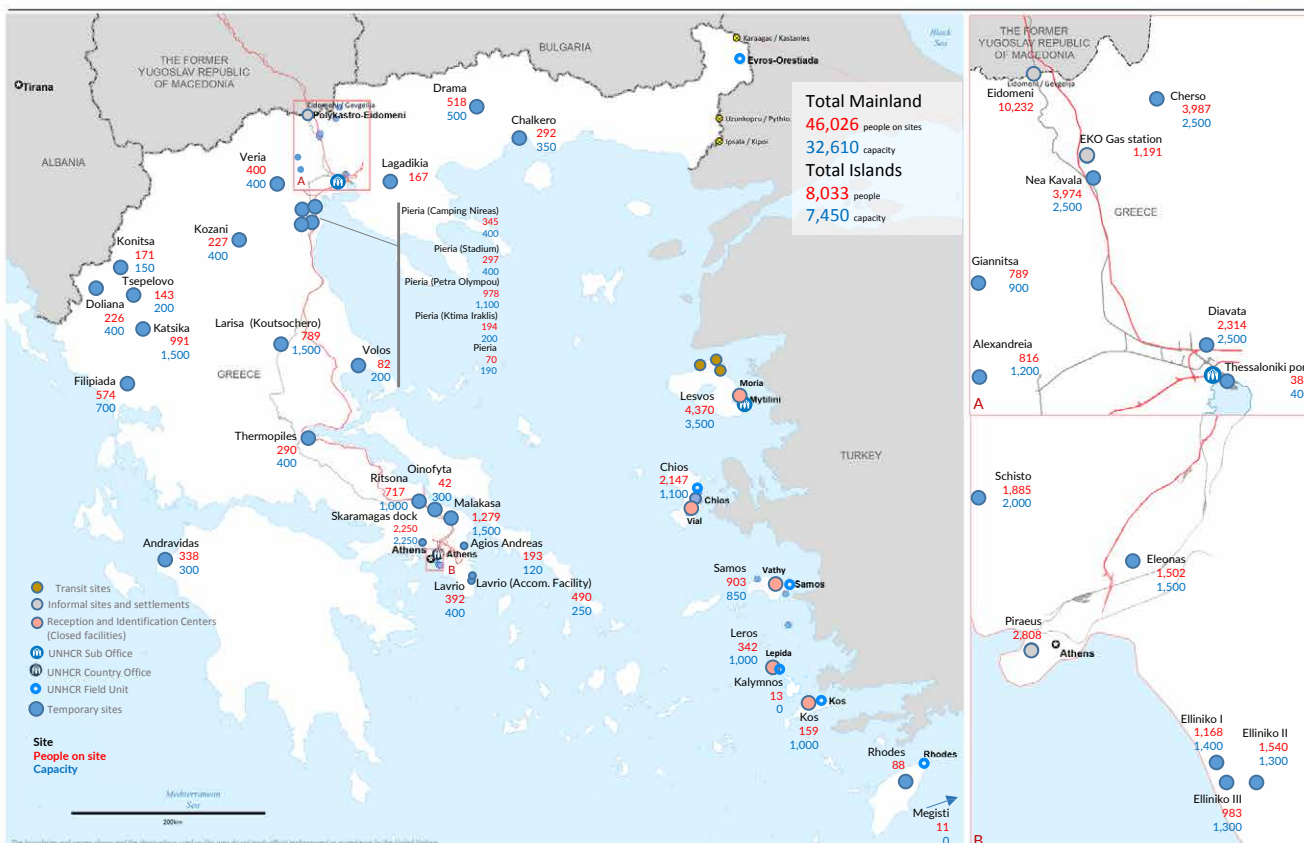 THE FORMER
YUGOSLAV REPUBLIC
OF MACEDONIA
BULGARIA
Black
Sea
Karaagac / Kastanies
Evros-Orestiada
Uzunkopru / Pythio
Ipsala / Kipoi
Tirana
ALBANIA
Total Mainland
46,026 people on sites
32,610 capacity
Total Islands
8,033 people
7,450 capacity
Eidomeni / Gevgelija
Polykastro-Eidomeni
A
Drama
518
500
Chalkero
292
350
Veria
400
400
Lagadikia
167
Kozani
227
400
Pieria (Camping Nireas)
345
400
Pieria (Stadium)
297
400
Pieria (Petra Olympou)
978
1,100
Pieria (Ktima Iraklis)
194
200
Pieria
70
190
Konitsa
171
150
Tsepelovo
143
200
Doliana
226
400
Katsika
991
1,500
Larisa (Koutsochero)
789
1,500
Volos
82
200
GREECE
Filipiada
574
700
Thermopiles
290
400
Lesvos
4,370
3,500
Moria
Mytilini
TURKEY
Chios
2,147
1,100
Chios
Vial
Oinofyta
42
300
Ritsona
717
1,000
Malakasa
1,279
1,500
Skaramagas dock
2,250
2,250
Athens
Athens
B
Agios Andreas
193
120
Lavrio
392
400
Lavrio (Accom. Facility)
490
250
Andravidas
338
300
Samos
903
850
Vathy
Samos
Leros
342
1,000
Lepida
Kalymnos
13
0
Kos
Kos
159
1,000
Rhodes
88
Rhodes
Megisti
11
0
Transit sites
Informal sites and settlements
Reception and Identification Centers
(Closed facilities)
UNHCR Sub Office
UNHCR Country Office
UNHCR Field Unit
Temporary sites
Site
People on site
Capacity
Mediterranean
Sea
200km
THE FORMER
YUGOSLAV REPUBLIC
OF MACEDONIA
Eidomeni / Gevgelija
Eidomeni
10,232
Cherso
3,987
2,500
EKO Gas station
1,191
Nea Kavala
3,974
2,500
GREECE
Giannitsa
789
900
Diavata
2,314
2,500
Alexandreia
816
1,200
Thessaloniki por
38
40
A
Schisto
1,885
2,000
Eleonas
1,502
1,500
Piraeus
2,808
Athens
Elliniko I
1,168
1,400
Elliniko II
1,540
1,300
Elliniko III
983
1,300
B